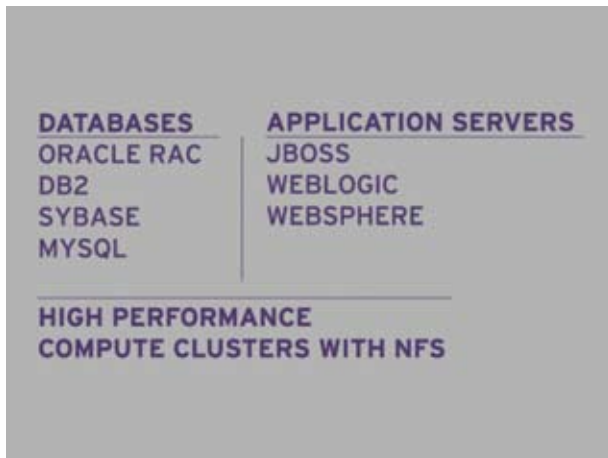 DATABASES
ORACLE RAC
DB2
SYBASE
MYSQL
APPLICATION SERVERS
JBOSS
WEBLOGIC
WEBSPHERE
HIGH PERFORMANCE
COMPUTE CLUSTERS WITH NFS